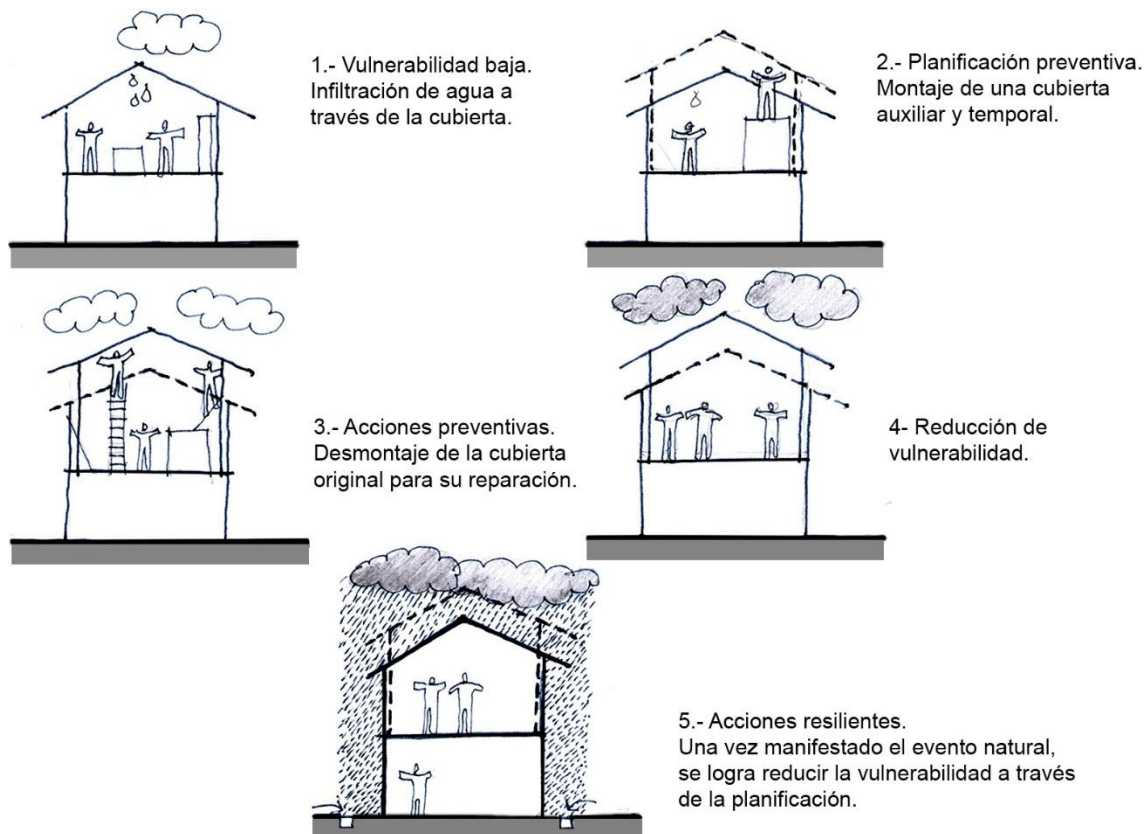 1.- Vulnerabilidad baja.
Infiltración de agua a
través de la cubierta.
2.- Planificación preventiva.
Montaje de una cubierta
auxiliar y temporal.
3.- Acciones preventivas.
Desmontaje de la cubierta
original para su reparación.
4- Reducción de
vulnerabilidad.
5.- Acciones resilientes.
Una vez manifestado el evento natural,
se logra reducir la vulnerabilidad a través
de la planificación.